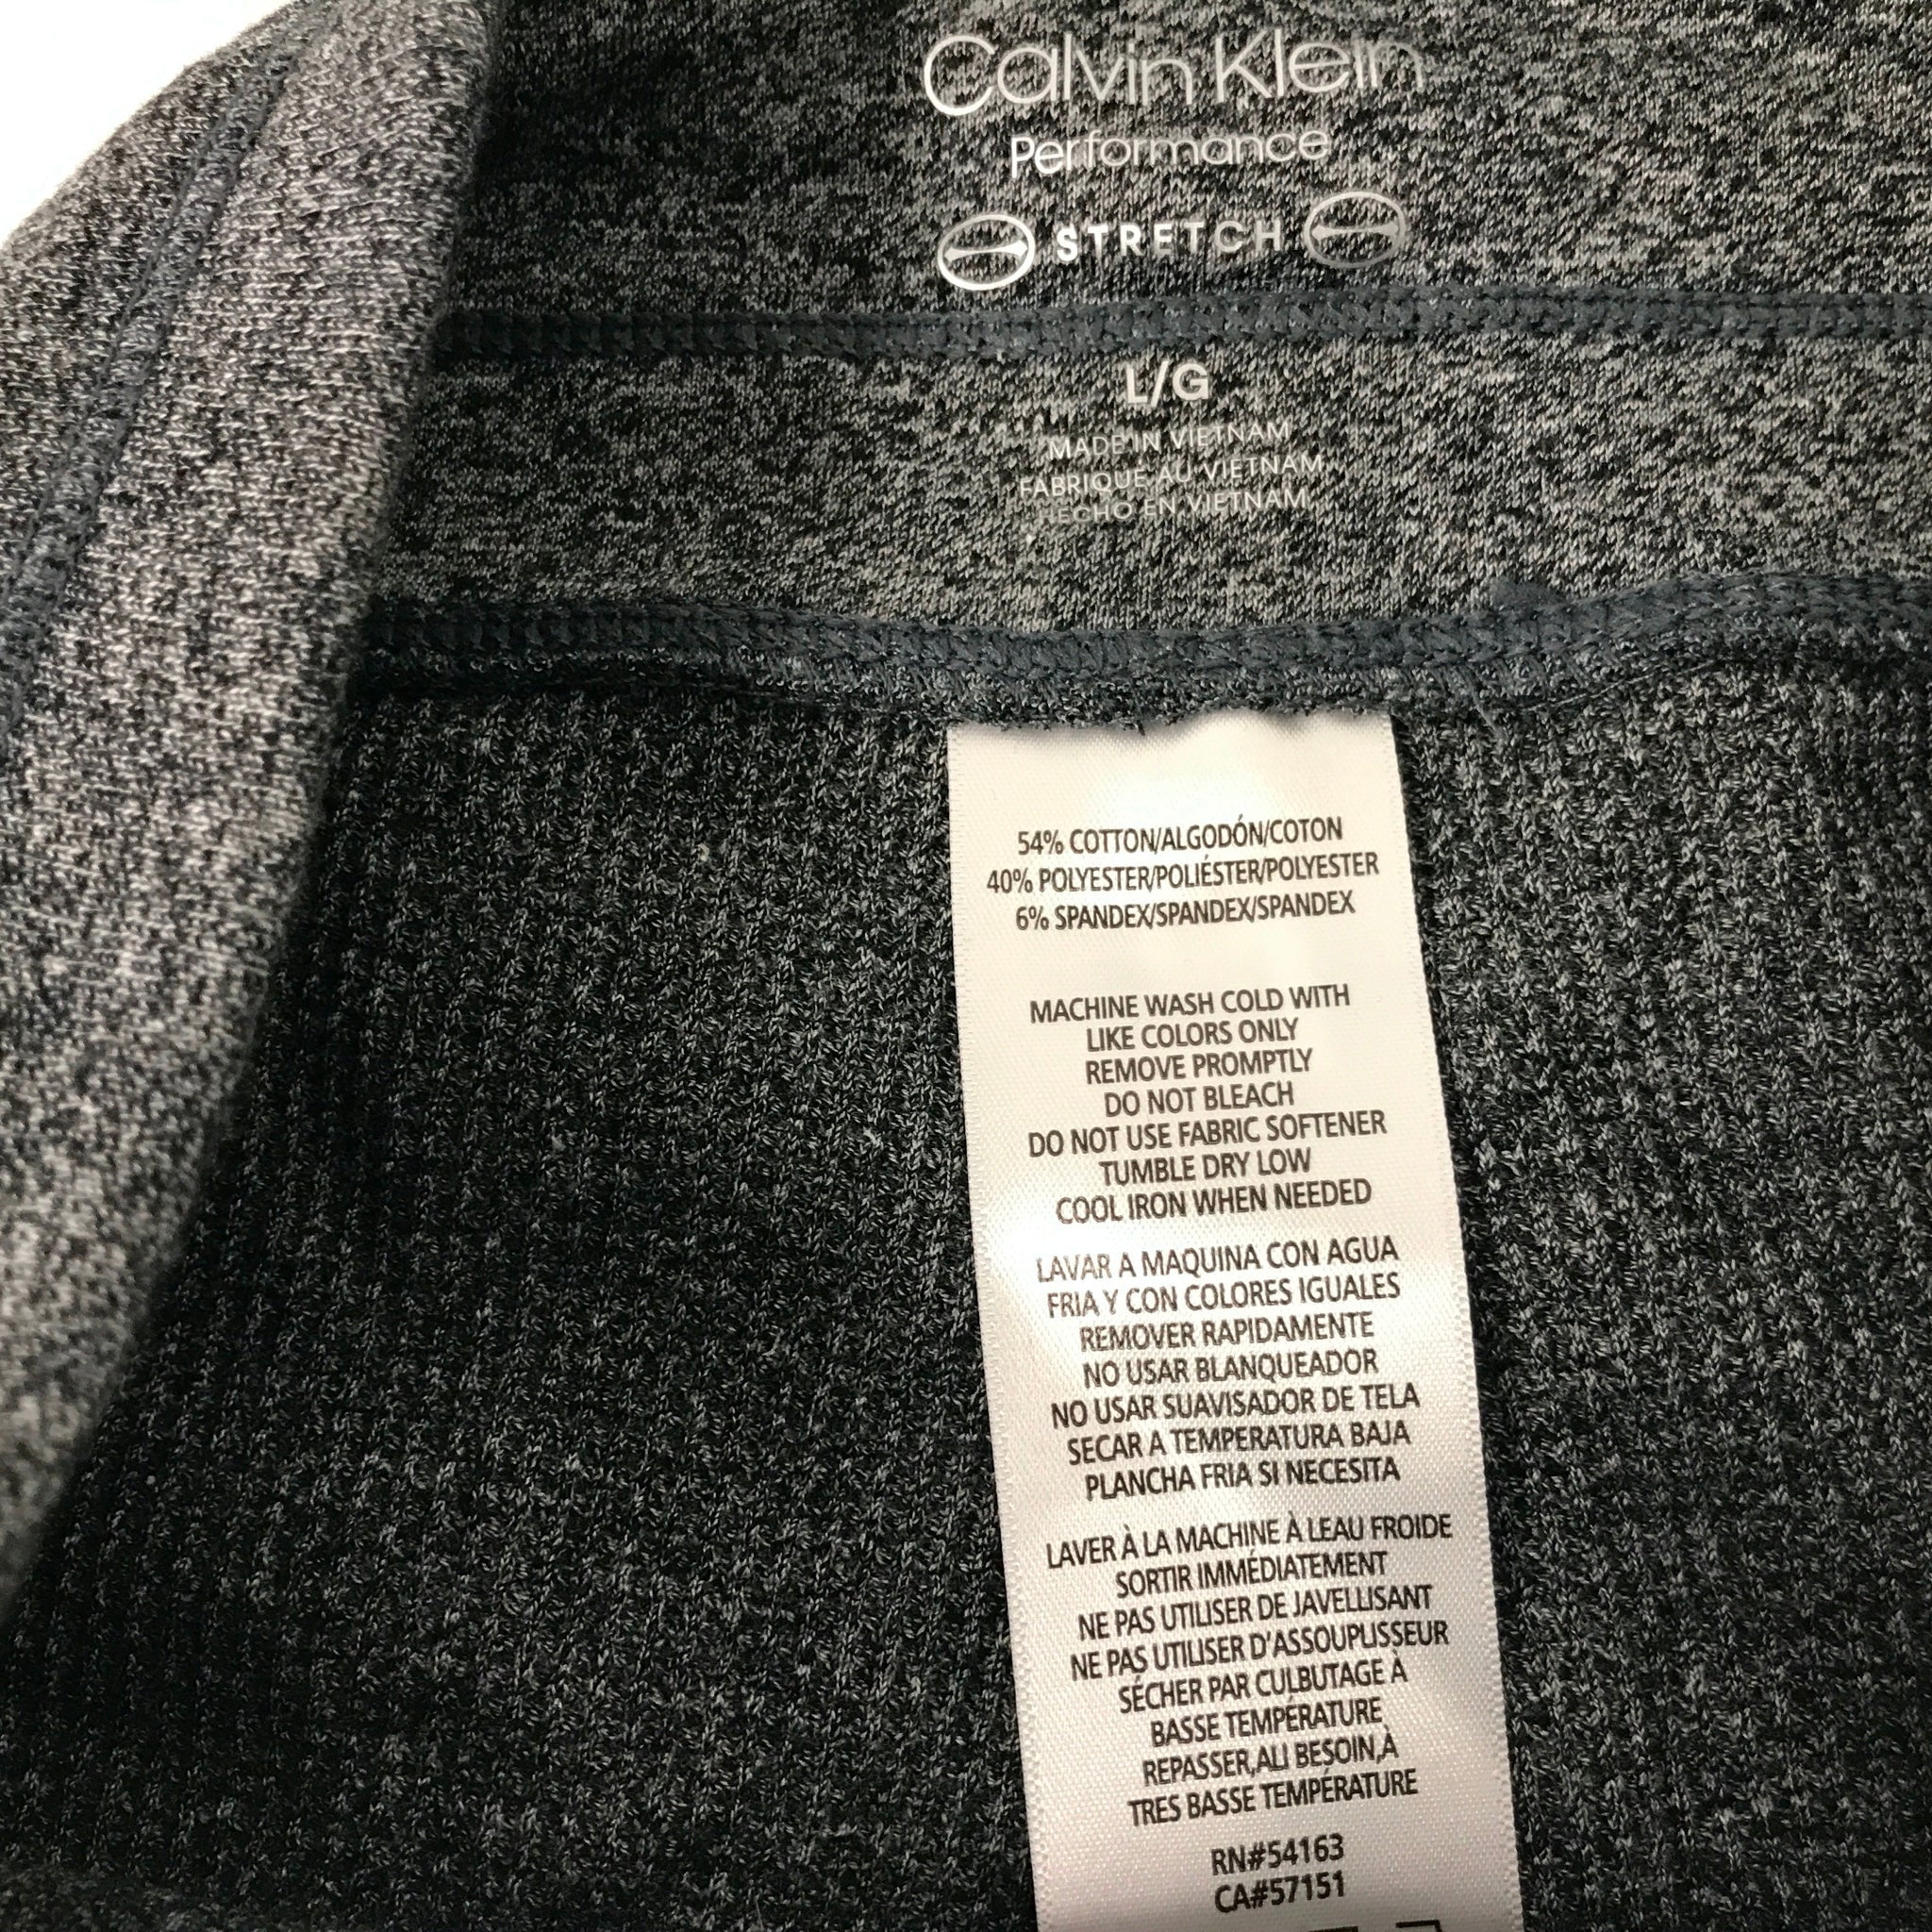 Calvin Klein
Performance
STRETCH
L/G
MADE IN VIETNAM
FABRIQUE AU VIETNAM
HECHO EN VIETNAM
54% COTTON/ALGODÓN/COTON
40% POLYESTER/POLIÉSTER/POLYESTER
6% SPANDEX/SPANDEX/SPANDEX
MACHINE WASH COLD WITH
LIKE COLORS ONLY
REMOVE PROMPTLY
DO NOT BLEACH
DO NOT USE FABRIC SOFTENER
TUMBLE DRY LOW
COOL IRON WHEN NEEDED
LAVAR A MAQUINA CON AGUA
FRIA Y CON COLORES IGUALES
REMOVER RAPIDAMENTE
NO USAR BLANQUEADOR
NO USAR SUAVISADOR DE TELA
SECAR A TEMPERATURA BAJA
PLANCHA FRIA SI NECESITA
LAVER À LA MACHINE À LEAU FROIDE
SORTIR IMMÉDIATEMENT
NE PAS UTILISER DE JAVELLISANT
NE PAS UTILISER D'ASSOUPLISSEUR
SÉCHER PAR CULBUTAGE À
BASSE TEMPÉRATURE
REPASSER,ALI BESOIN,À
TRES BASSE TEMPÉRATURE
RN#54163
CA#57151